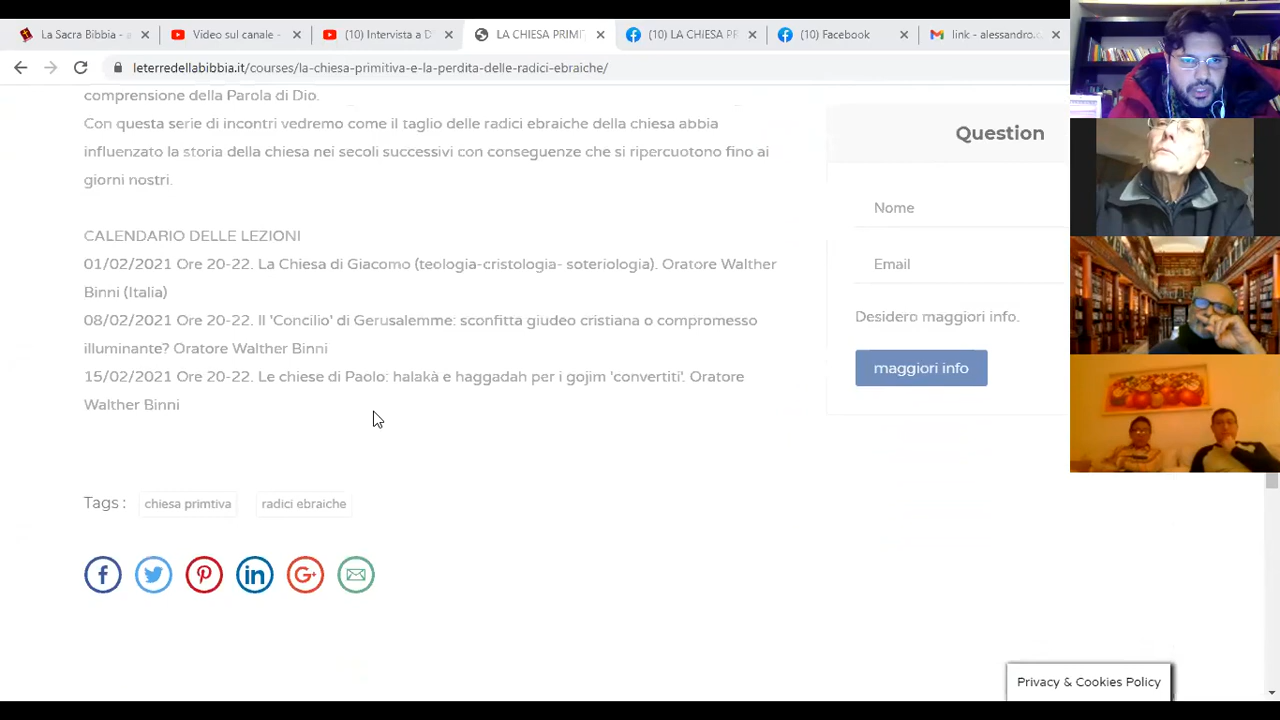 La Sacra Bibbia -
Video sul canale -
(10) Intervista a D
LA CHIESA PRIMIT
(10) LA CHIESA PR
(10) Facebook
link - alessandro.c
leterredellabibbia.it/courses/la-chiesa-primitiva-e-la-perdita-delle-radici-ebraiche/
comprensione della Parola di Dio.
Con questa serie di incontri vedremo come il taglio delle radici ebraiche della chiesa abbia
influenzato la storia della chiesa nei secoli successivi con conseguenze che si ripercuotono fino ai
giorni nostri.
CALENDARIO DELLE LEZIONI
01/02/2021 Ore 20-22. La Chiesa di Giacomo (teologia-cristologia- soteriologia). Oratore Walther
Binni (Italia)
08/02/2021 Ore 20-22. Il 'Concilio' di Gerusalemme: sconfitta giudeo cristiana o compromesso
illuminante? Oratore Walther Binni
15/02/2021 Ore 20-22. Le chiese di Paolo: halakà e haggadah per i gojim 'convertiti'. Oratore
Walther Binni
Tags :
chiesa primtiva
radici ebraiche
Question
Nome
Email
Desidero maggiori info.
maggiori info
Privacy & Cookies Policy